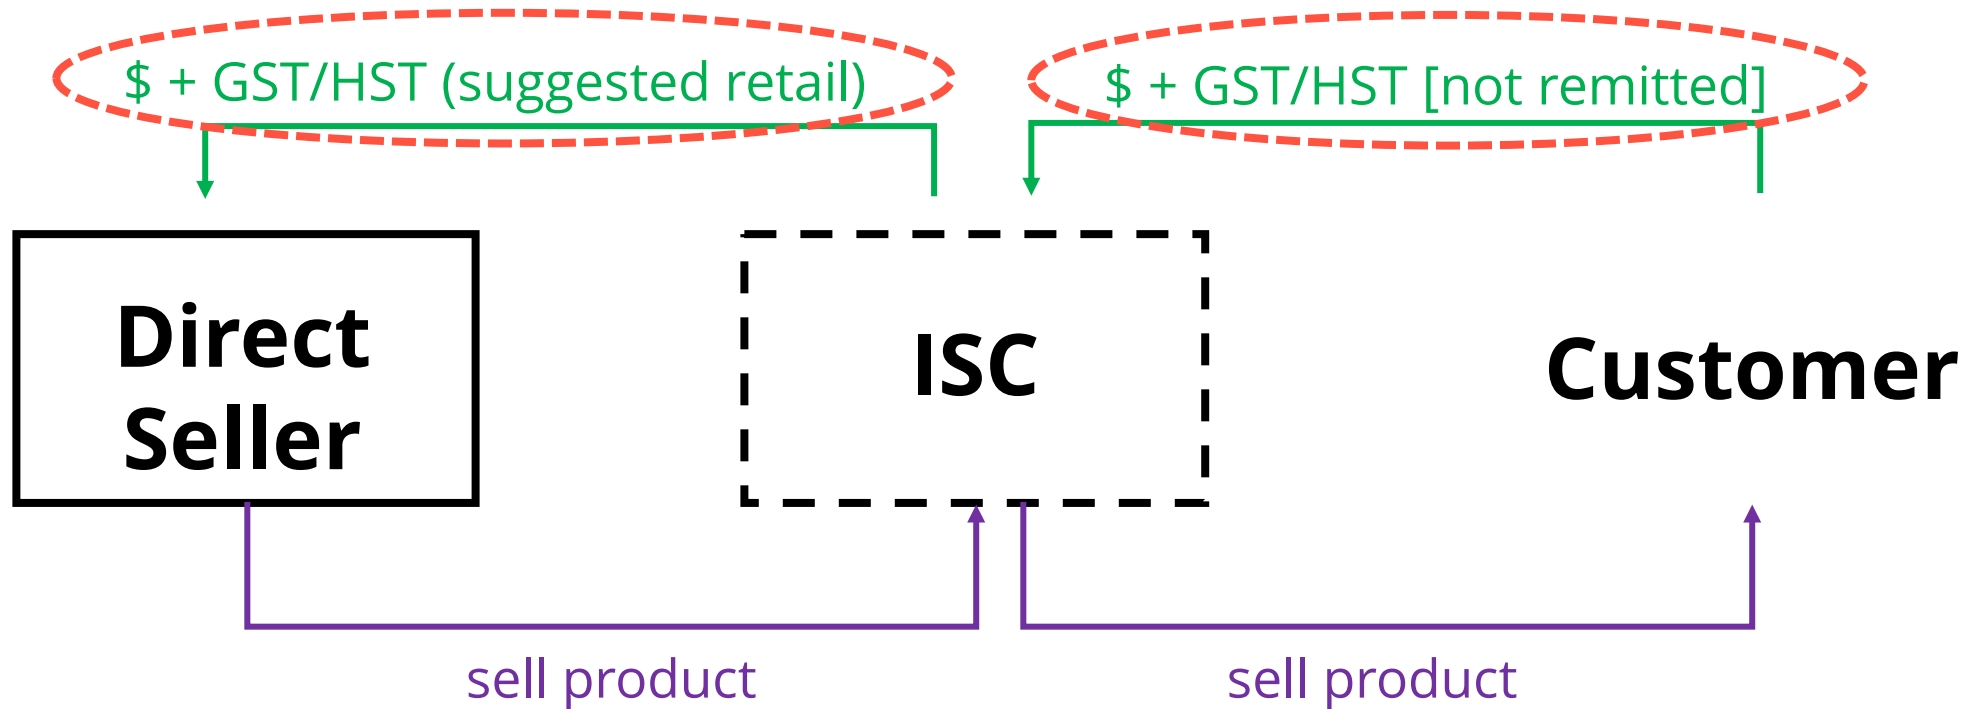 $ + GST/HST (suggested retail)
$ + GST/HST [not remitted]
Direct
Seller
ISC
Customer
sell product
sell product